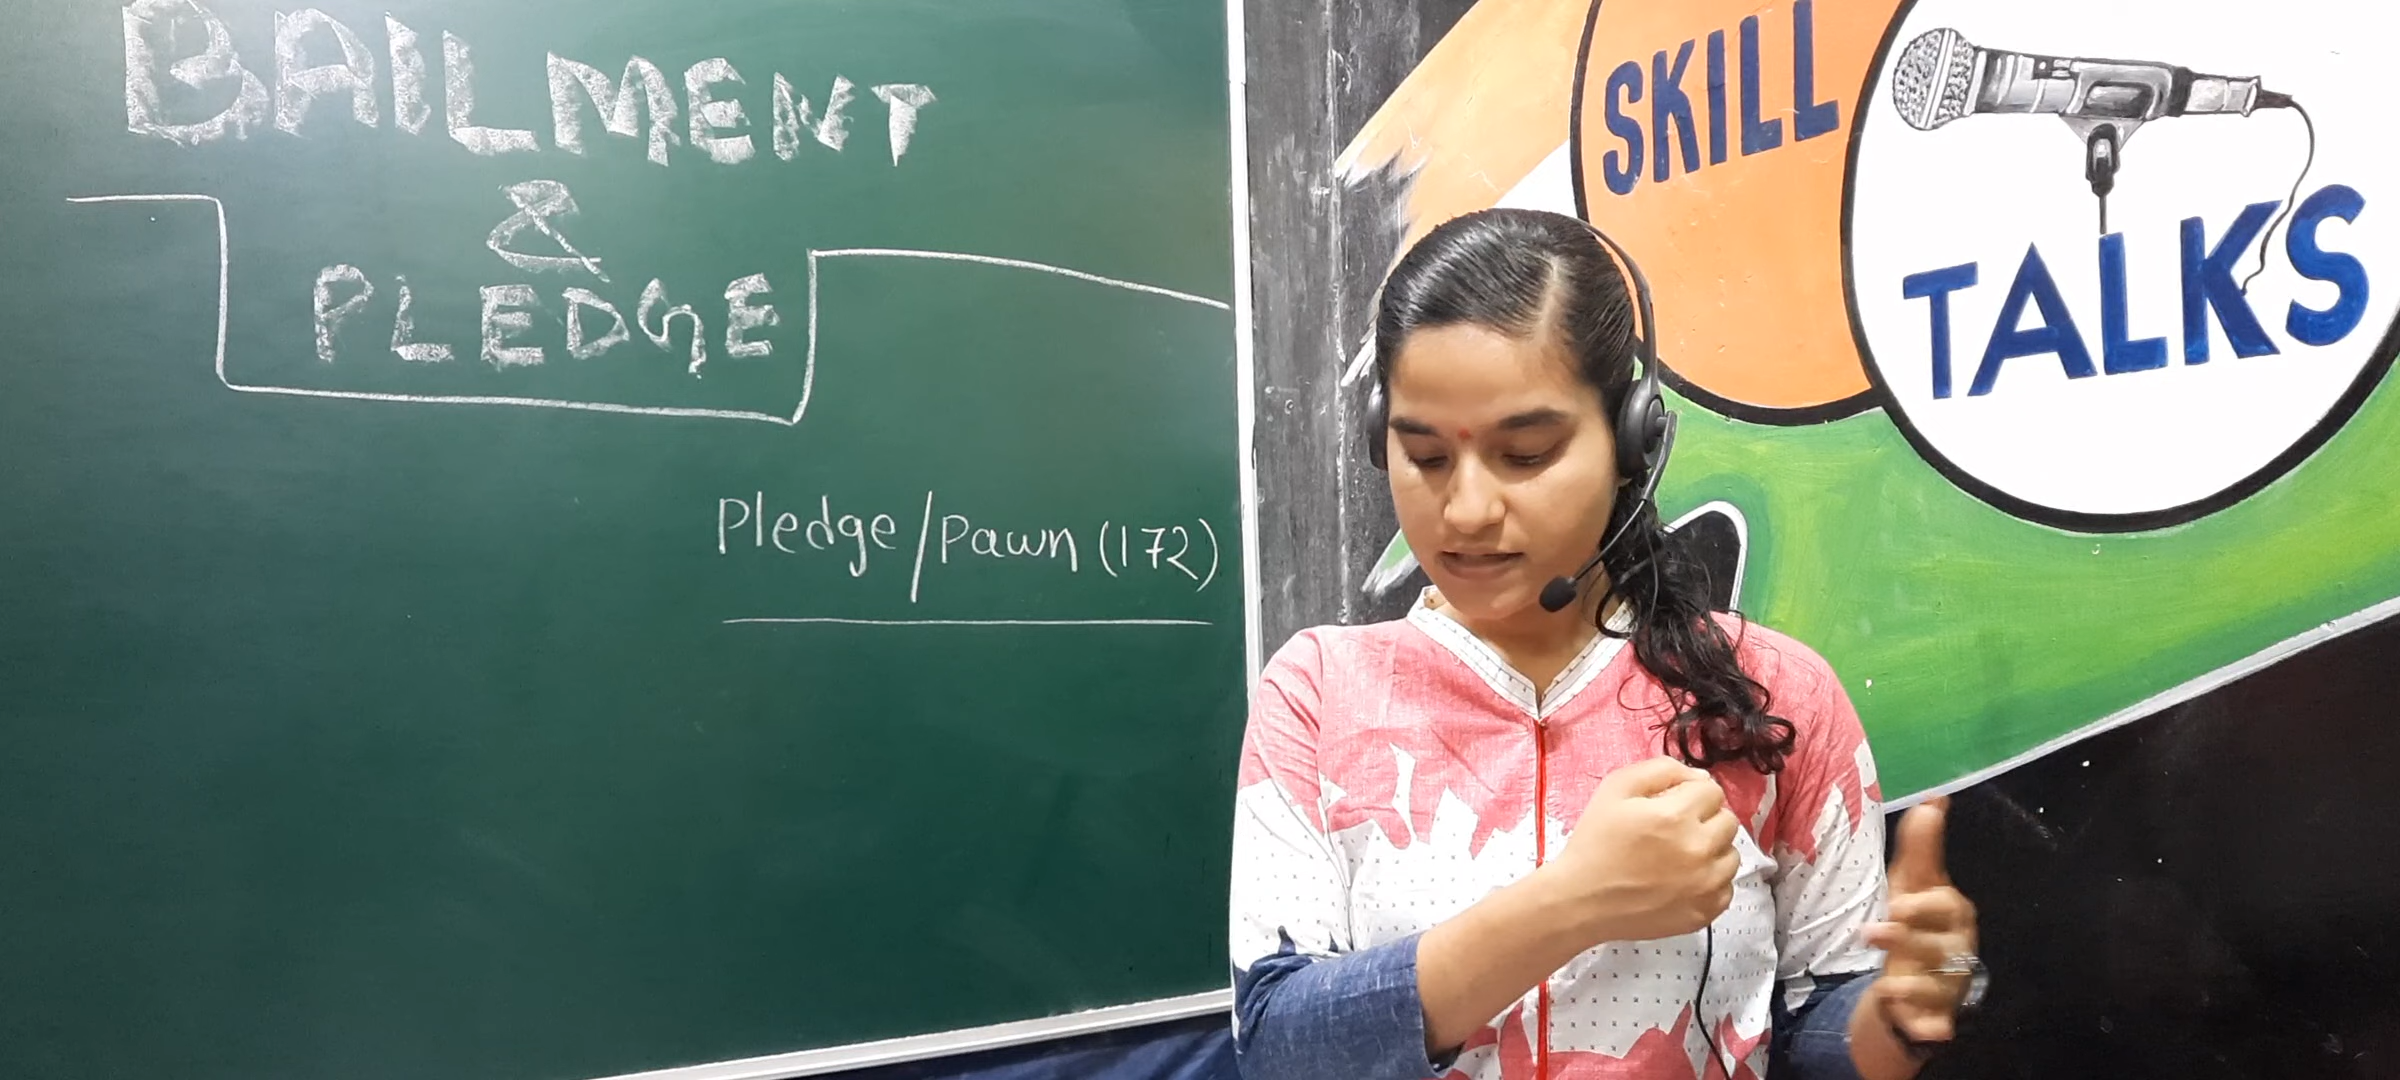 BAILMENT
&
PLEDGE
Pledge/Pawn (172)
SKILL
TALKS